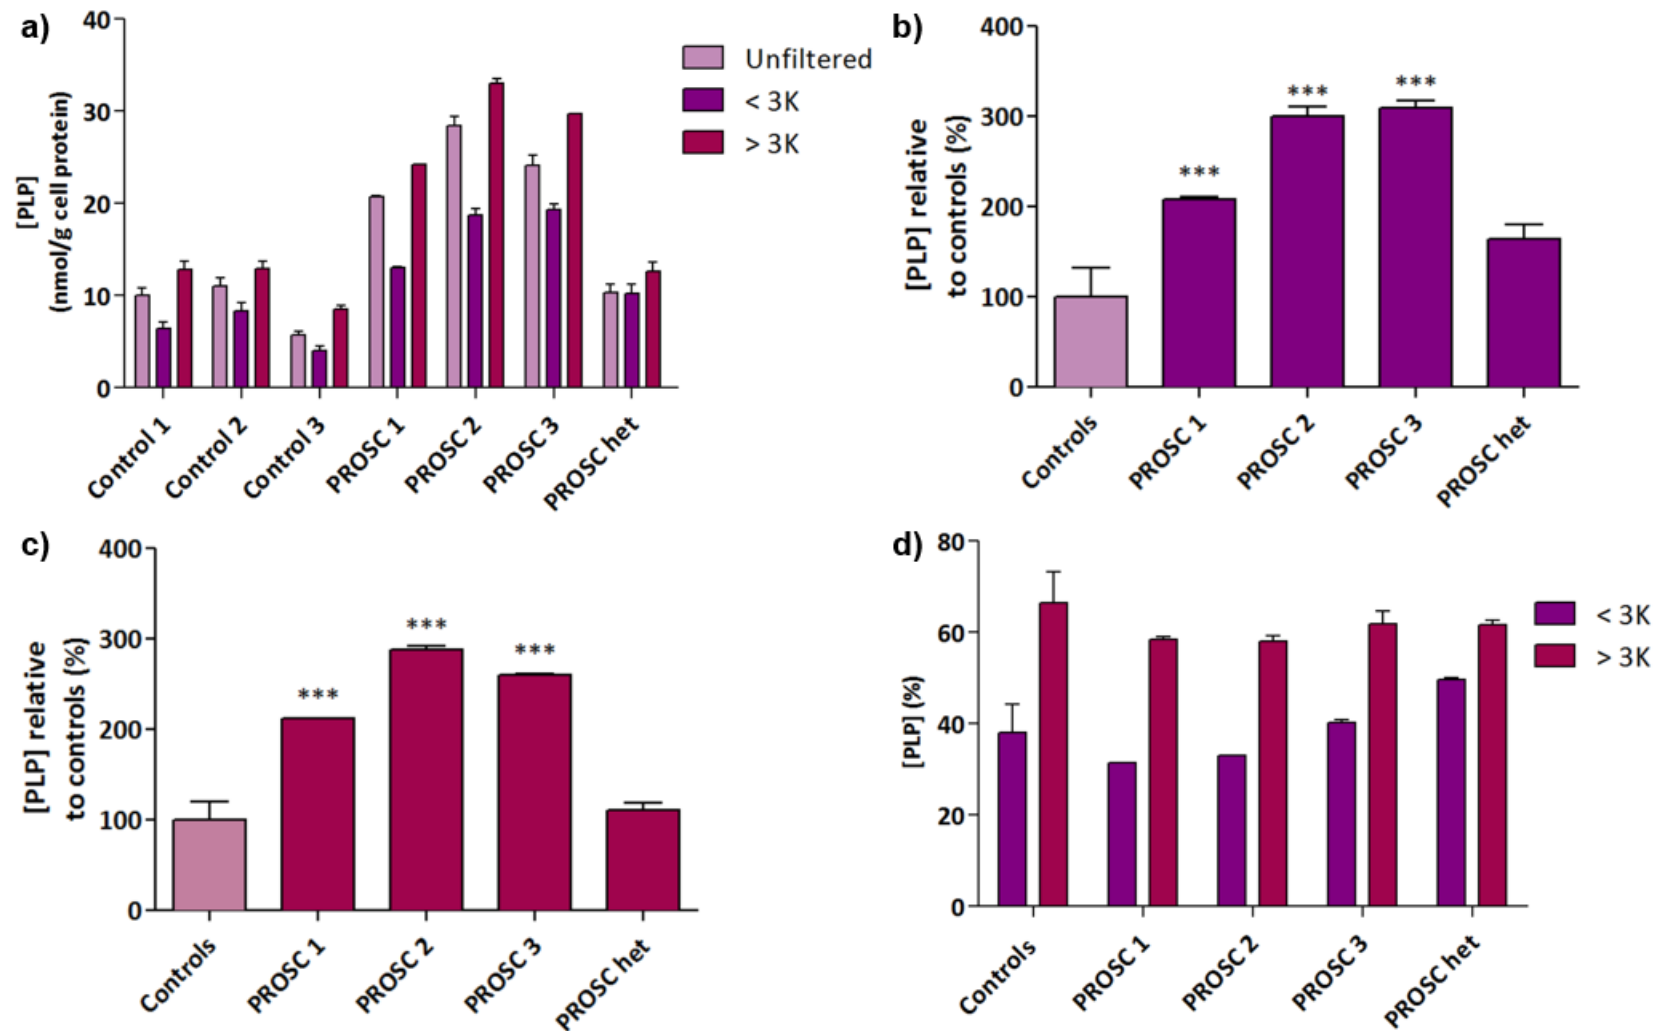 a)
40
30
20
10
0
[PLP]
(nmol/g cell protein)
Unfiltered
< 3K
> 3K
Control 1
Control 2
Control 3
PROSC 1
PROSC 2
PROSC 3
PROSC het
b)
400
300
200
100
0
[PLP] relative
to controls (%)
***
***
***
Controls
PROSC 1
PROSC 2
PROSC 3
PROSC het
c)
400
300
200
100
0
[PLP] relative
to controls (%)
***
***
***
Controls
PROSC 1
PROSC 2
PROSC 3
PROSC het
d)
80
60
40
20
0
[PLP] (%)
< 3K
> 3K
Controls
PROSC 1
PROSC 2
PROSC 3
PROSC het